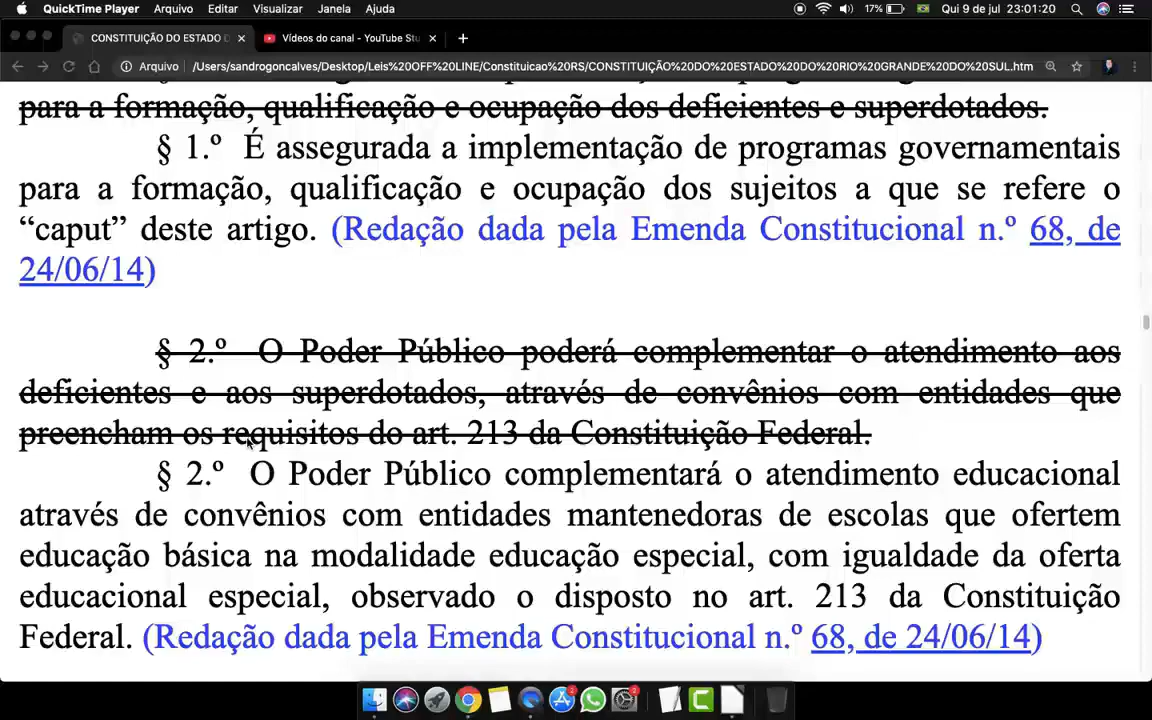 QuickTime Player Arquivo Editar Visualizar Janela Ajuda 17% Qui 9 de jul 23:01:20
CONSTITUIÇÃO DO ESTADO D Vídeos do canal - YouTube Stu
Arquivo /Users/sandrogoncalves/Desktop/Leis%20OFF%20LINE/Constituicao%20RS/CONSTITUIÇÃO%20DO%20ESTADO%20DO%20RIO%20GRANDE%20DO%20SUL.htm
para a formação, qualificação e ocupação dos deficientes e superdotados.
§ 1.º É assegurada a implementação de programas governamentais
para a formação, qualificação e ocupação dos sujeitos a que se refere o
“caput” deste artigo. (Redação dada pela Emenda Constitucional n.º 68, de
24/06/14)
§ 2.º O Poder Público poderá complementar o atendimento aos
deficientes e aos superdotados, através de convênios com entidades que
preencham os requisitos do art. 213 da Constituição Federal.
§ 2.º O Poder Público complementará o atendimento educacional
através de convênios com entidades mantenedoras de escolas que ofertem
educação básica na modalidade educação especial, com igualdade da oferta
educacional especial, observado o disposto no art. 213 da Constituição
Federal. (Redação dada pela Emenda Constitucional n.º 68, de 24/06/14)